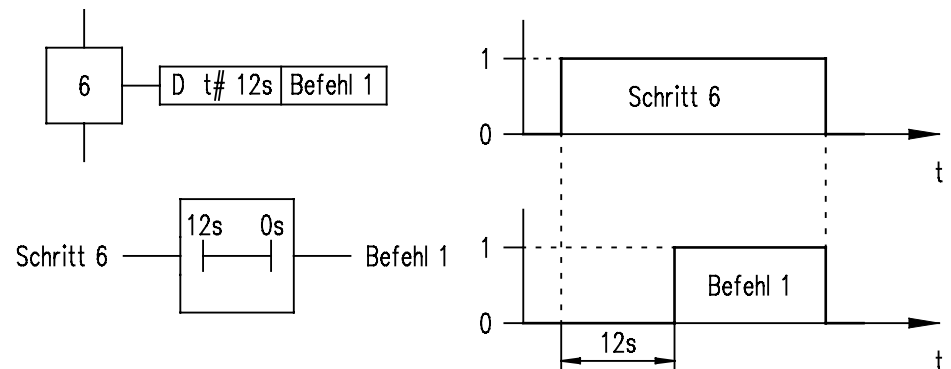 6
D t# 12s Befehl 1
12s 0s
Schritt 6
Befehl 1
1
Schritt 6
0
t
1
Befehl 1
0
12s
t